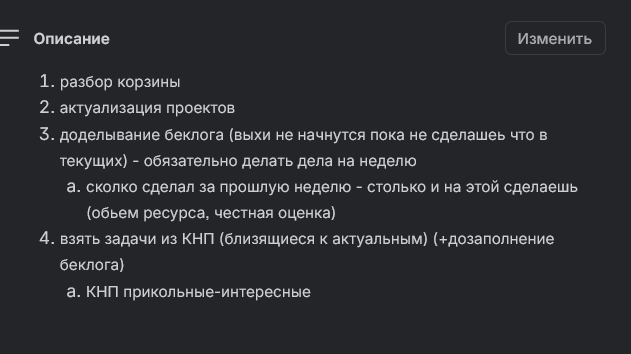 Описание
Изменить
1. разбор корзины
2. актуализация проектов
3. доделывание беклога (выхи не начнутся пока не сделашеь что в
текущих) - обязательно делать дела на неделю
a. сколко сделал за прошлую неделю - столько и на этой сделаешь
(обьем ресурса, честная оценка)
4. взять задачи из КНП (близящиеся к актуальным) (+дозаполнение
беклога)
a. КНП прикольные-интересные